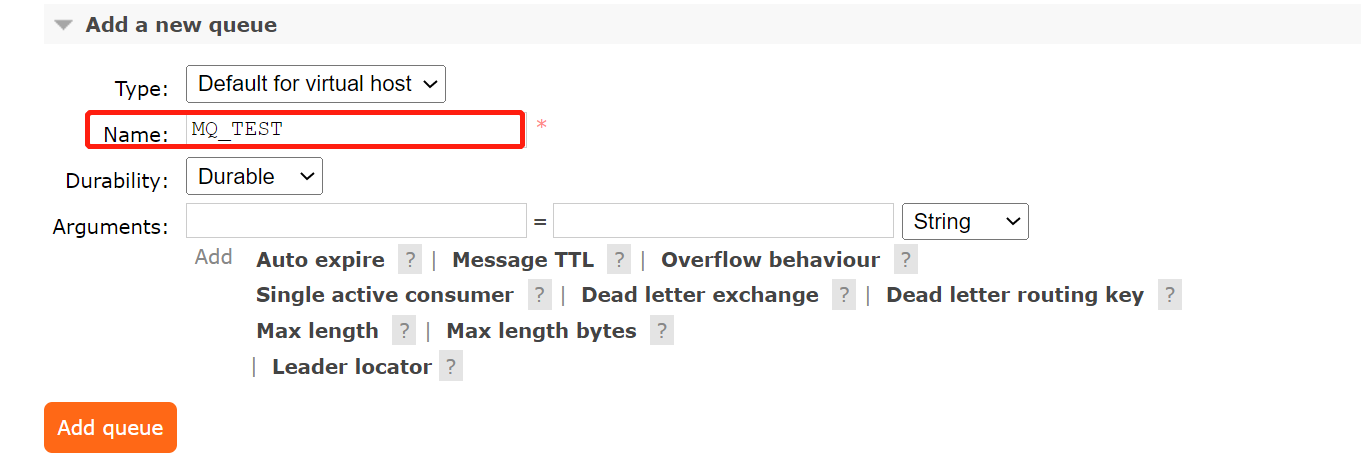 Add a new queue
Type: Default for virtual host
Name: MQ_TEST *
Durability: Durable
Arguments: = String
Add Auto expire ? | Message TTL ? | Overflow behaviour ?
Single active consumer ? | Dead letter exchange ? | Dead letter routing key ?
Max length ? | Max length bytes ?
| Leader locator ?
Add queue